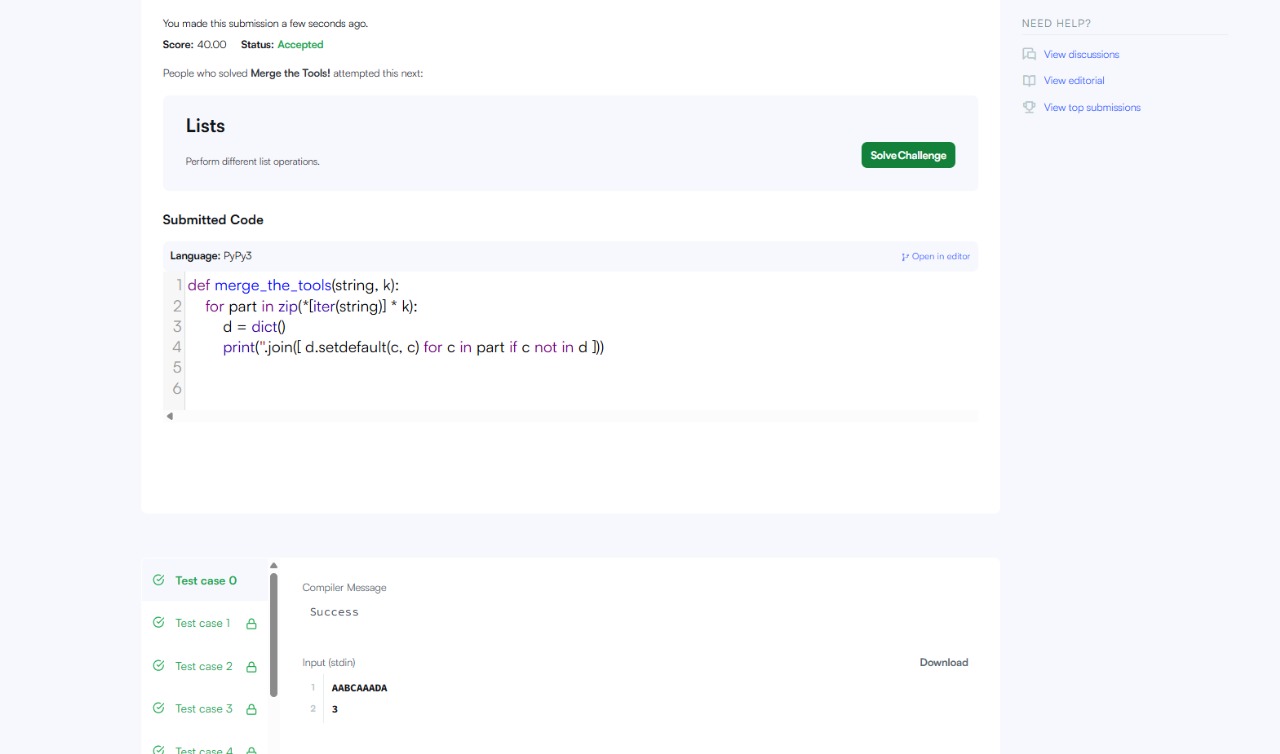 You made this submission a few seconds ago.
Score: 40.00 Status: Accepted
People who solved Merge the Tools! attempted this next:
Lists
Perform different list operations.
Solve Challenge
Submitted Code
Language: PyPy3
Open in editor
1 def merge_the_tools(string, k):
2 for part in zip(*[iter(string)] * k):
3 d = dict()
4 print(''.join([ d.setdefault(c, c) for c in part if c not in d ]))
5
6
Test case 0
Test case 1
Test case 2
Test case 3
Test case 4
Compiler Message
Success
Input (stdin)
Download
1 AABCAAADA
2 3
NEED HELP?
View discussions
View editorial
View top submissions